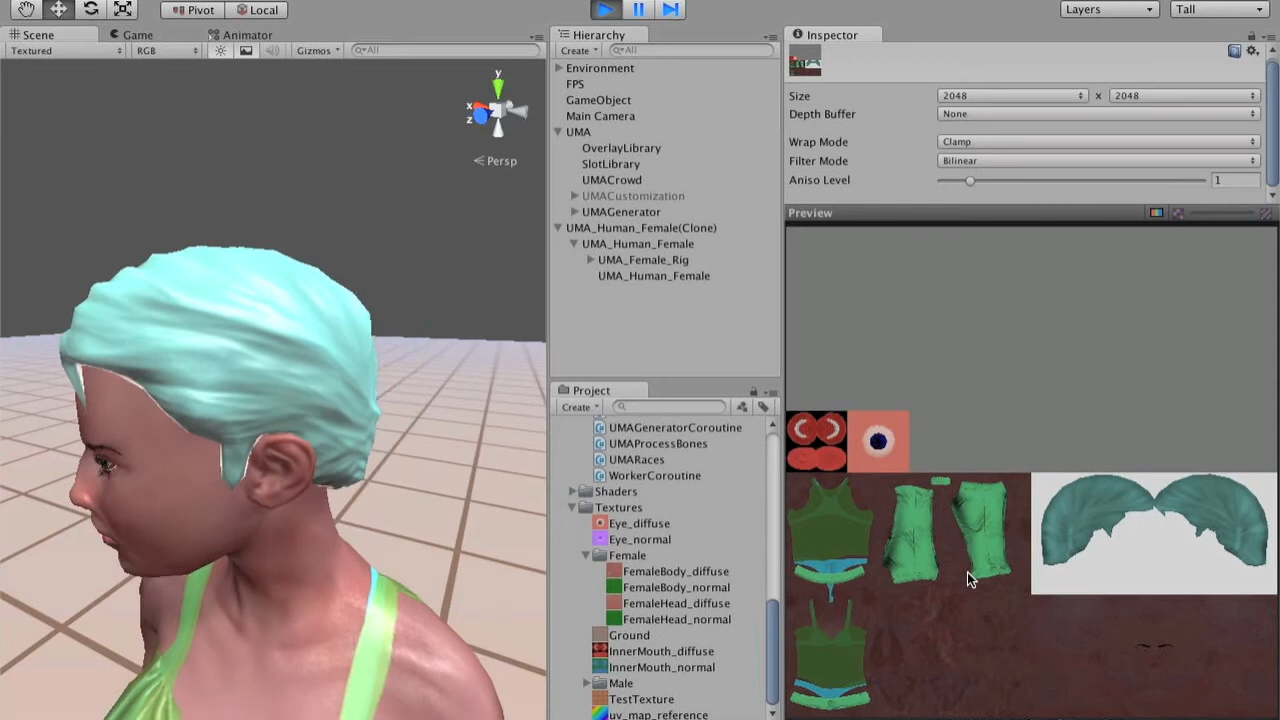 Pivot Local
Layers
Tall
Scene
Game
Animator
Textured
RGB
Gizmos
All
y
x
z
Persp
Hierarchy
Create
All
Environment
FPS
GameObject
Main Camera
UMA
OverlayLibrary
SlotLibrary
UMACrowd
UMACustomization
UMAGenerator
UMA_Human_Female(Clone)
UMA_Human_Female
UMA_Female_Rig
UMA_Human_Female
Project
Create
UMAGeneratorCoroutine
UMAProcessBones
UMARaces
WorkerCoroutine
Shaders
Textures
Eye_diffuse
Eye_normal
Female
FemaleBody_diffuse
FemaleBody_normal
FemaleHead_diffuse
FemaleHead_normal
Ground
InnerMouth_diffuse
InnerMouth_normal
Male
TestTexture
uv_map_reference
Inspector
Size 2048 x 2048
Depth Buffer None
Wrap Mode Clamp
Filter Mode Bilinear
Aniso Level 1
Preview